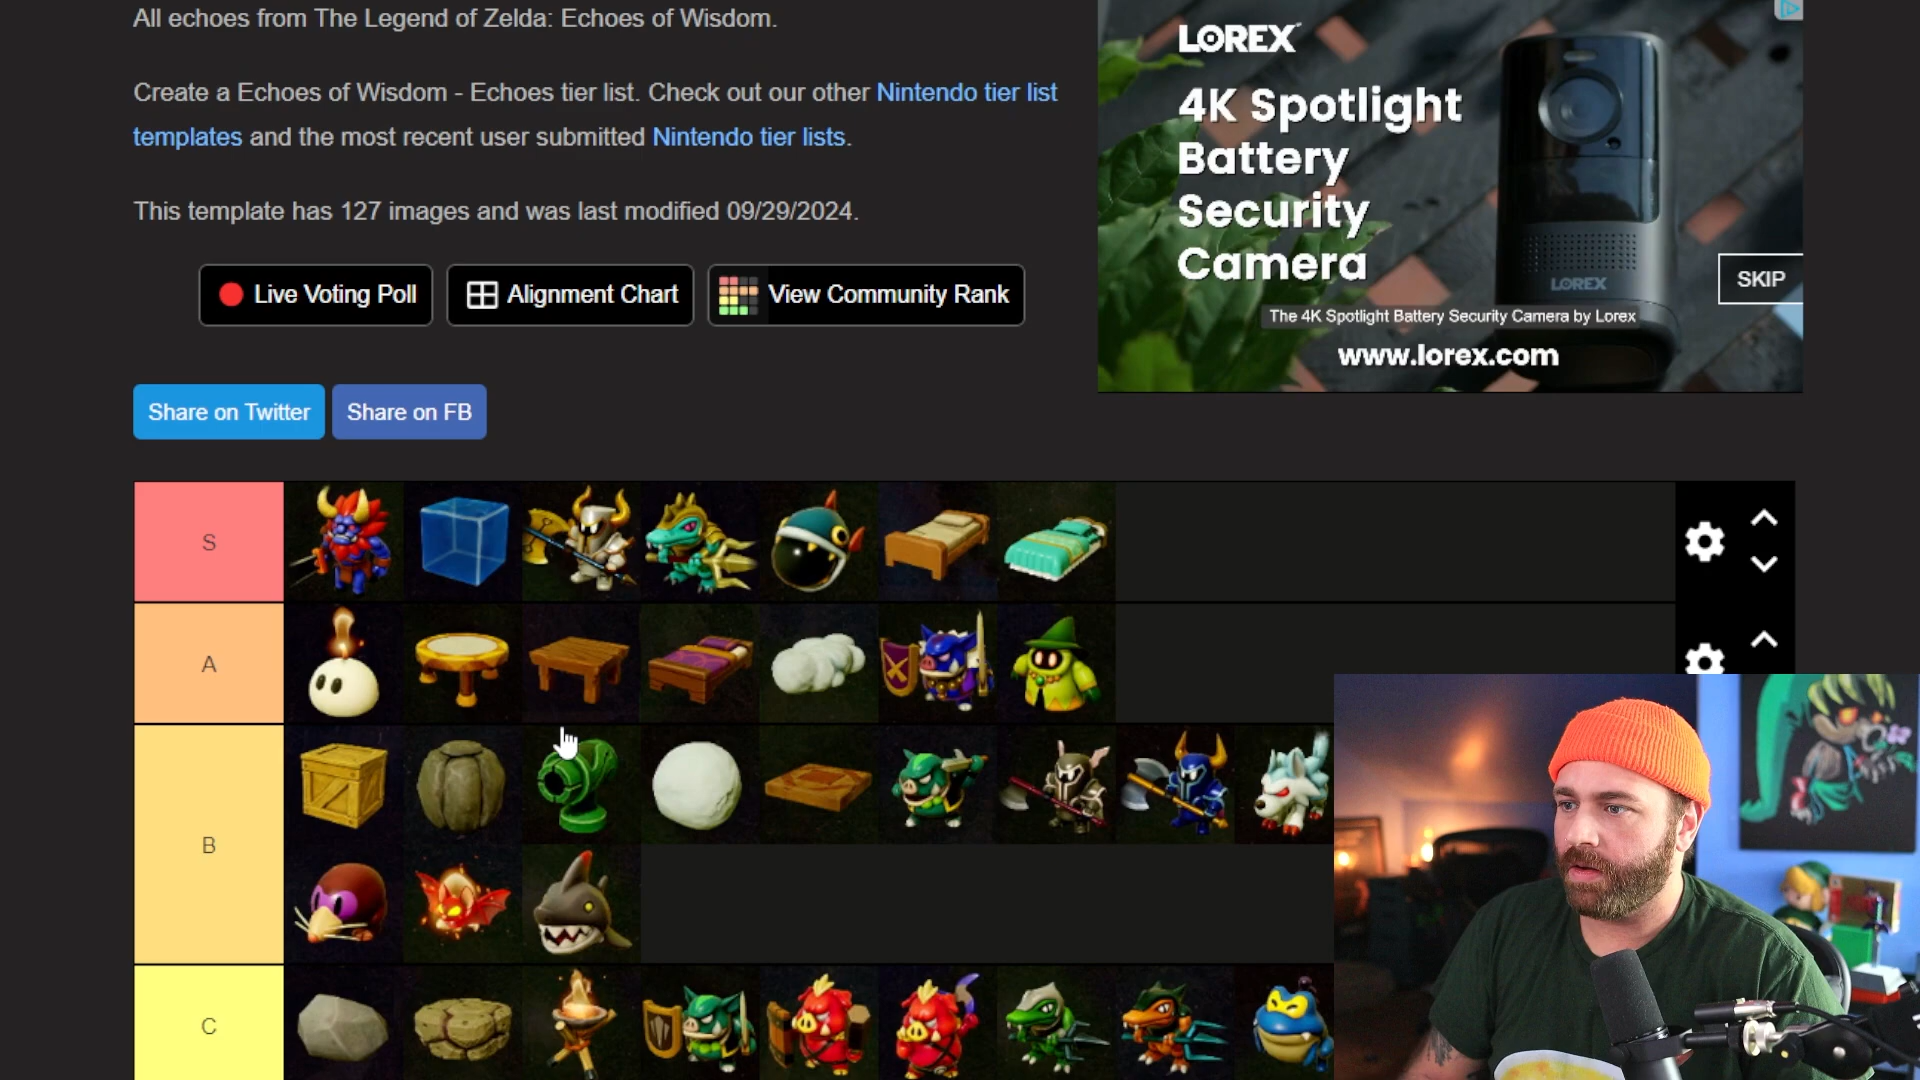 All echoes from The Legend of Zelda: Echoes of Wisdom.
Create a Echoes of Wisdom - Echoes tier list. Check out our other Nintendo tier list
templates and the most recent user submitted Nintendo tier lists.
This template has 127 images and was last modified 09/29/2024.
Live Voting Poll
Alignment Chart
View Community Rank
Share on Twitter
Share on FB
LOREX
4K Spotlight
Battery
Security
Camera
LOREX
SKIP
The 4K Spotlight Battery Security Camera by Lorex
www.lorex.com
S
A
B
C